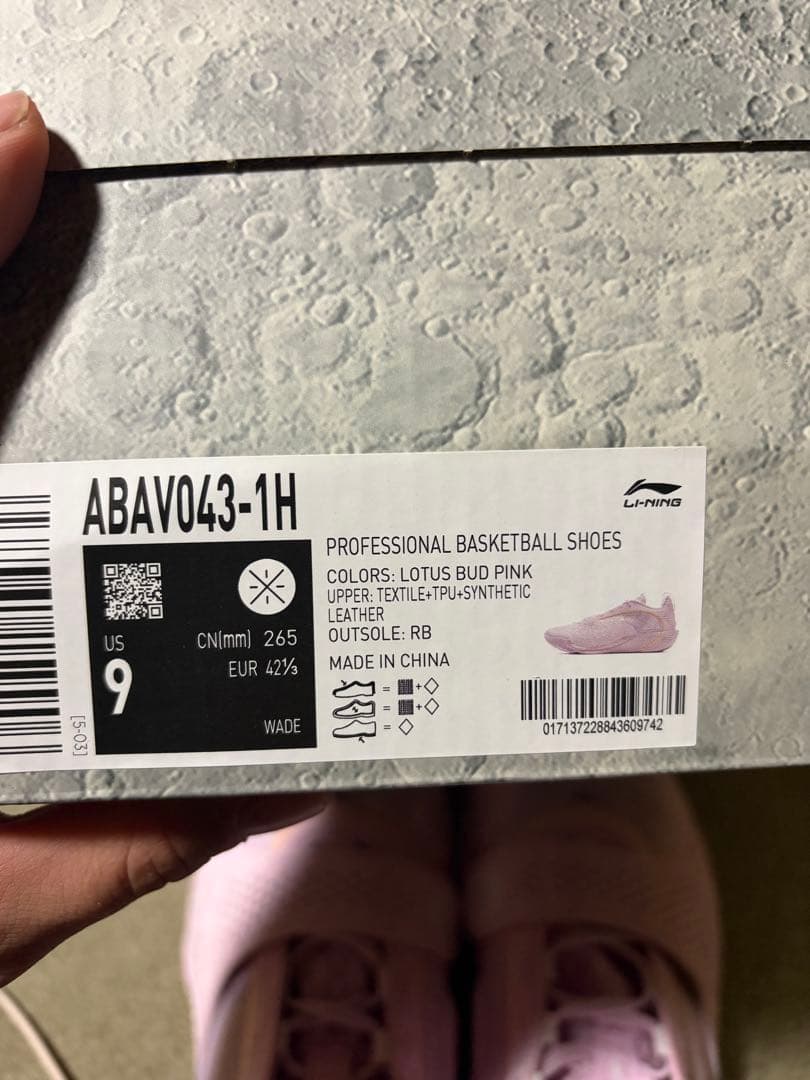 ABAV043-1H
LI-NING
US
9
CN(mm) 265
EUR 42⅓
WADE
[5-03]
PROFESSIONAL BASKETBALL SHOES
COLORS: LOTUS BUD PINK
UPPER: TEXTILE+TPU+SYNTHETIC
LEATHER
OUTSOLE: RB
MADE IN CHINA
017137228843609742